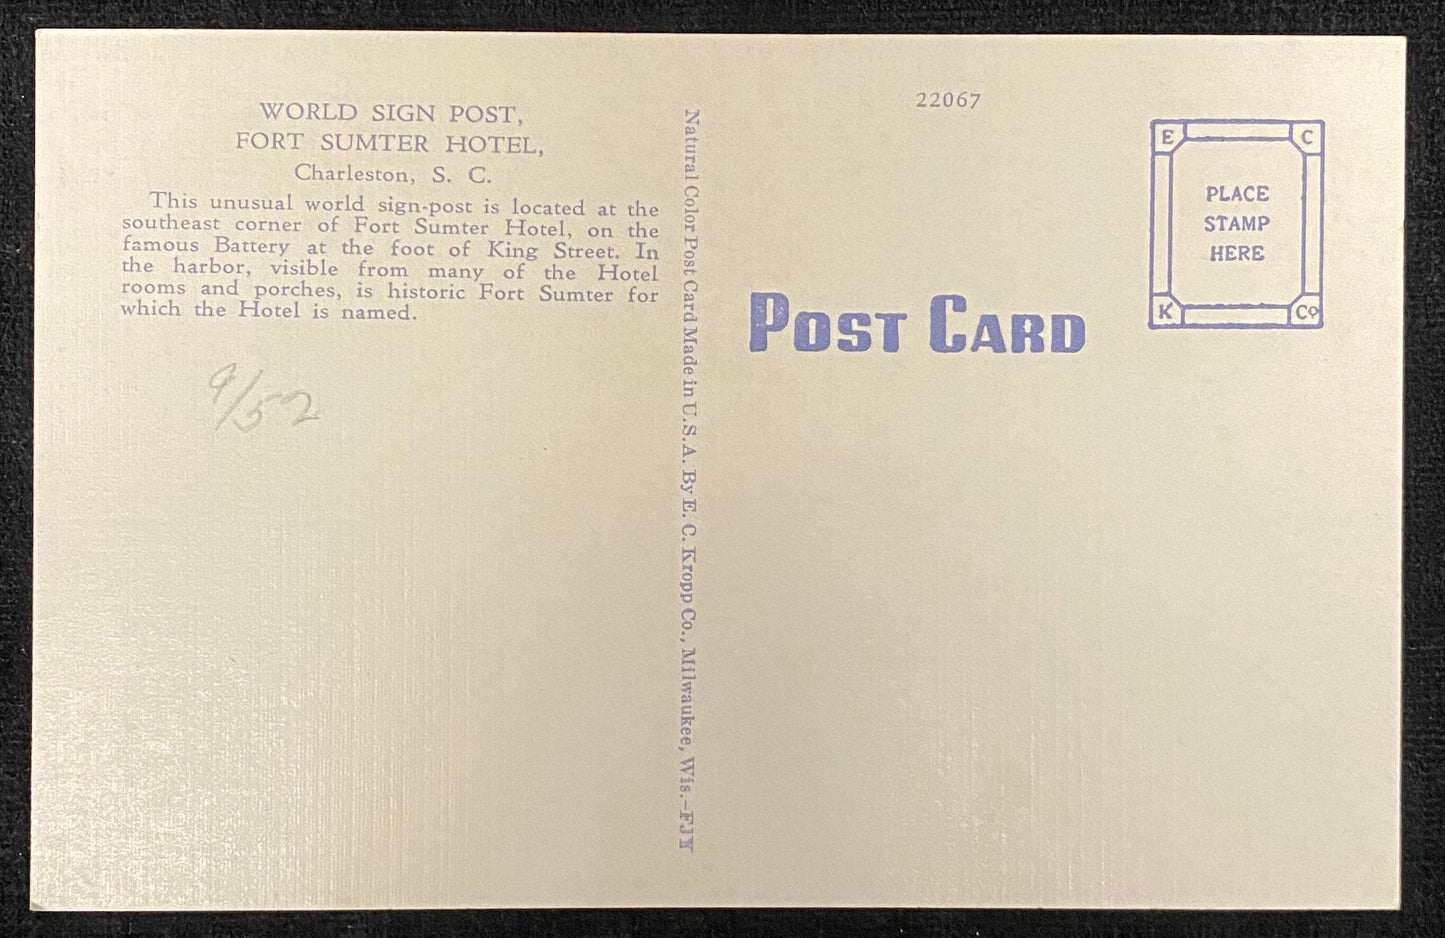 WORLD SIGN POST,
FORT SUMTER HOTEL,
Charleston, S. C.
This unusual world sign-post is located at the
southeast corner of Fort Sumter Hotel, on the
famous Battery at the foot of King Street. In
the harbor, visible from many of the Hotel
rooms and porches, is historic Fort Sumter for
which the Hotel is named.
9/52
Natural Color Post Card Made in U.S.A. By E. C. Kropp Co., Milwaukee, Wis.-FJY
22067
POST CARD
E C
PLACE
STAMP
HERE
K Co